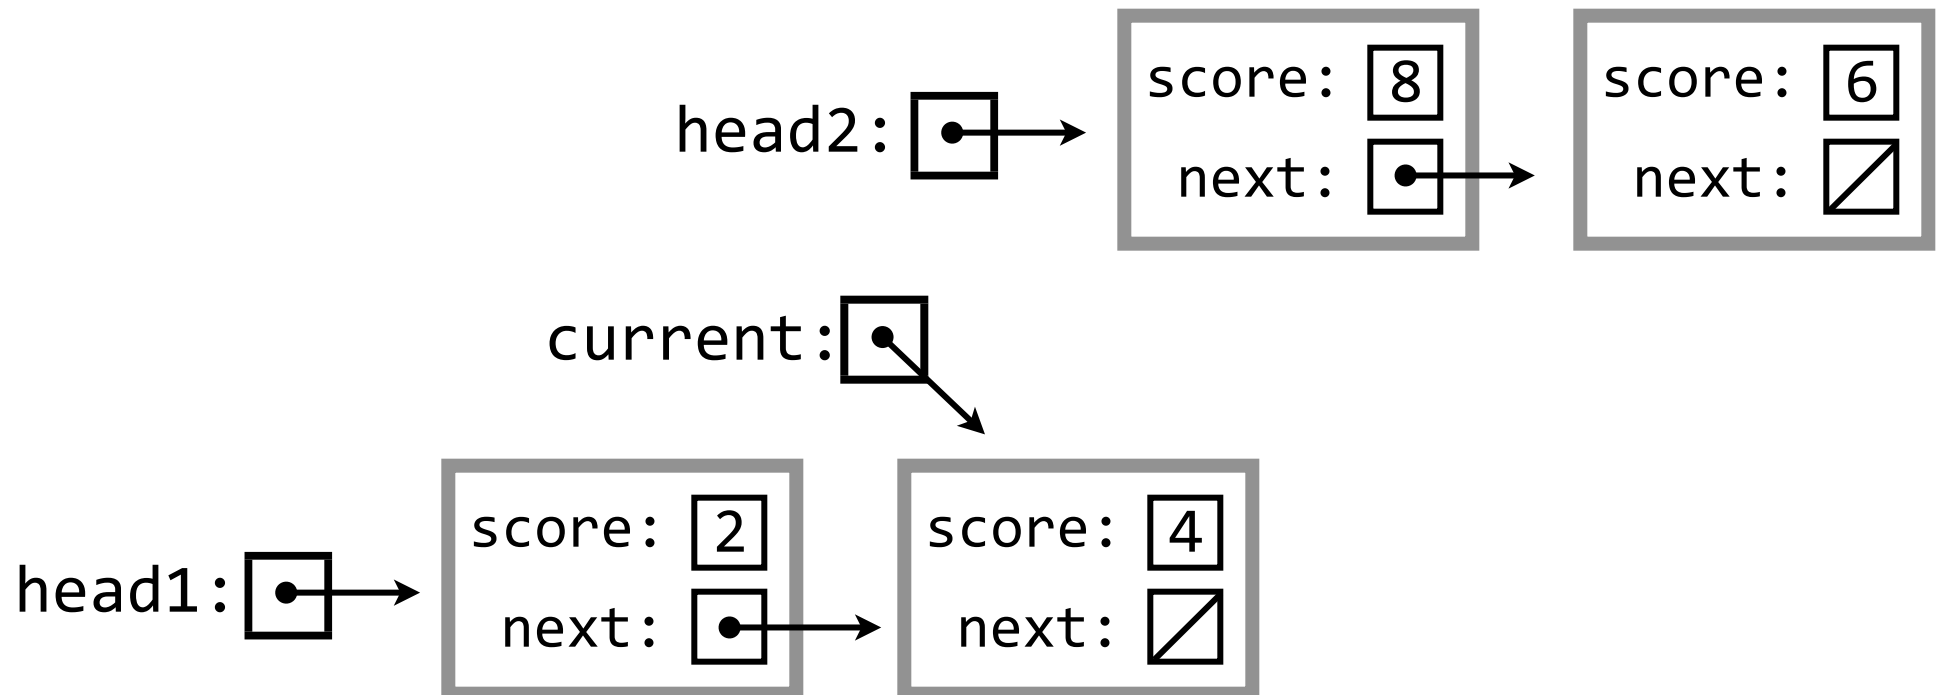 head2:
score: 8
next:
score: 6
next:
current:
head1:
score: 2
next:
score: 4
next: